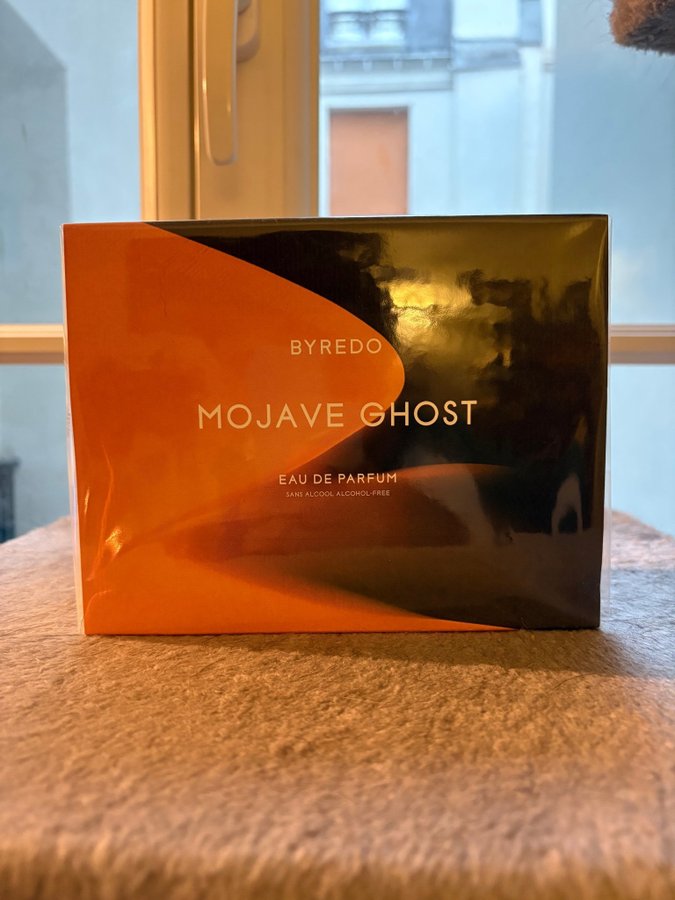 BYREDO
MOJAVE GHOST
EAU DE PARFUM
SANS ALCOOL ALCOHOL-FREE